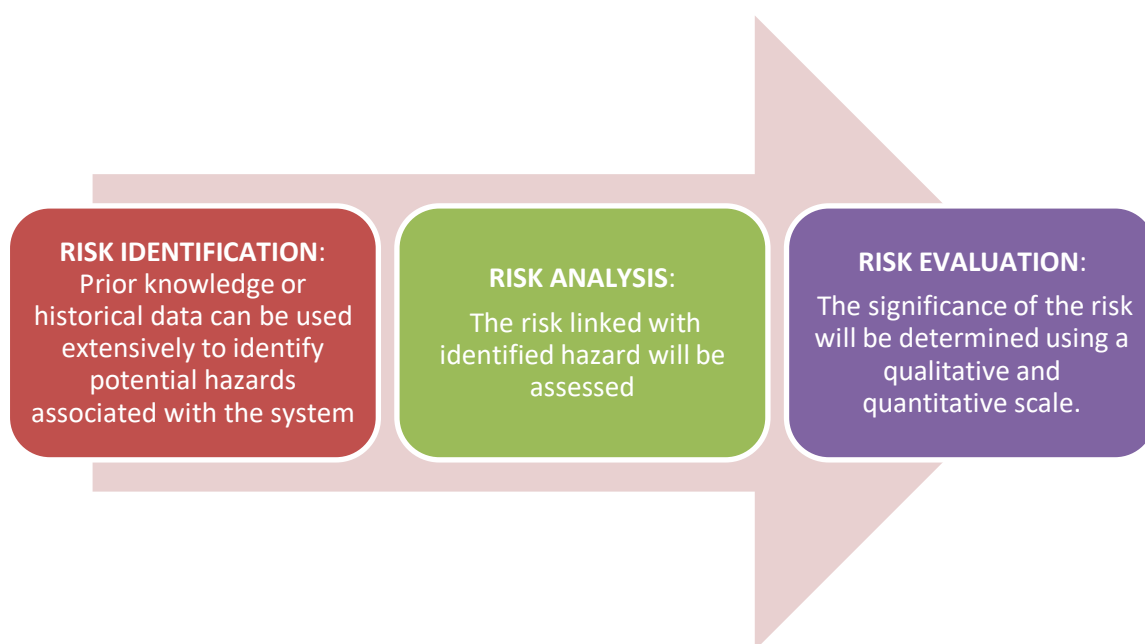 RISK IDENTIFICATION:
Prior knowledge or
historical data can be used
extensively to identify
potential hazards
associated with the system
RISK ANALYSIS:
The risk linked with
identified hazard will be
assessed
RISK EVALUATION:
The significance of the risk
will be determined using a
qualitative and
quantitative scale.